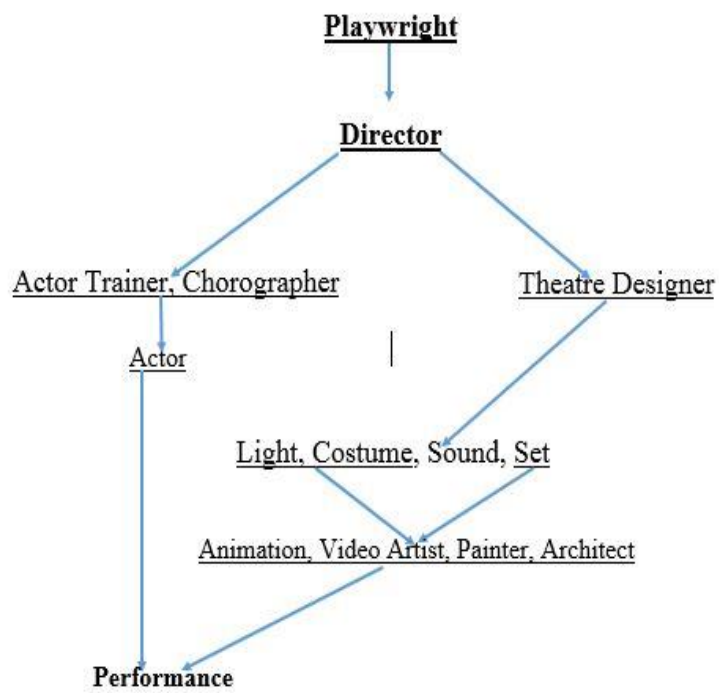 Playwright
Director
Actor Trainer, Chorographer
Theatre Designer
Actor
Light, Costume, Sound, Set
Animation, Video Artist, Painter, Architect
Performance